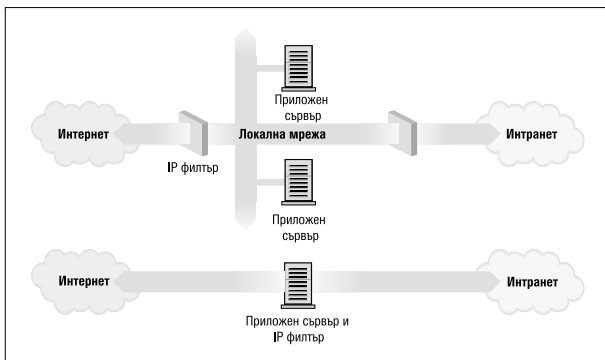 Приложен
сървър
Интернет
Локална мрежа
Интранет
IP филтър
Приложен
сървър
Интернет
Интранет
Приложен сървър и
IP филтър